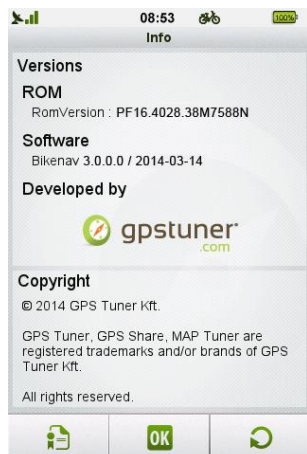 08:53
100%
Info
Versions
ROM
RomVersion : PF16.4028.38M7588N
Software
Bikenav 3.0.0.0 / 2014-03-14
Developed by
gpstuner
.com
Copyright
© 2014 GPS Tuner Kft.
GPS Tuner, GPS Share, MAP Tuner are
registered trademarks and/or brands of GPS
Tuner Kft.
All rights reserved.
OK